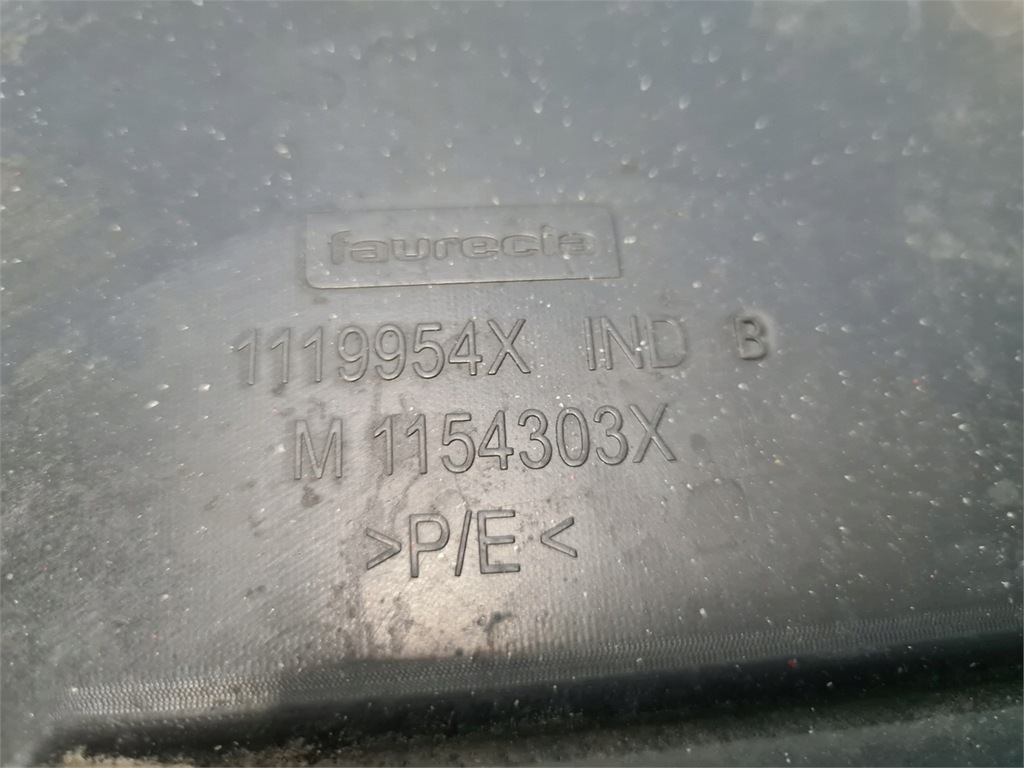 faurecia
1119954X IND B
M 1154303X
>P/E<